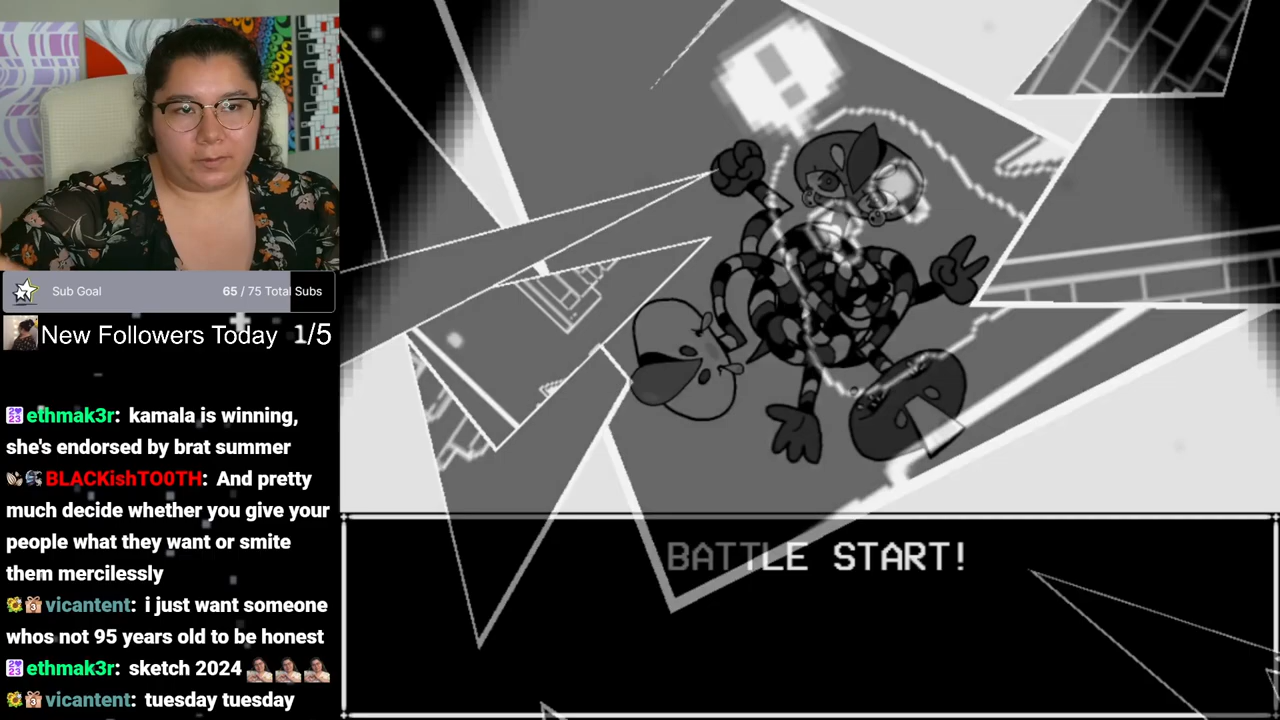 Sub Goal 65 / 75 Total Subs
New Followers Today 1/5
ethmak3r: kamala is winning,
she's endorsed by brat summer
BLACKishTO0TH: And pretty
much decide whether you give your
people what they want or smite
them mercilessly
vicantent: i just want someone
whos not 95 years old to be honest
ethmak3r: sketch 2024
vicantent: tuesday tuesday
BATTLE START!